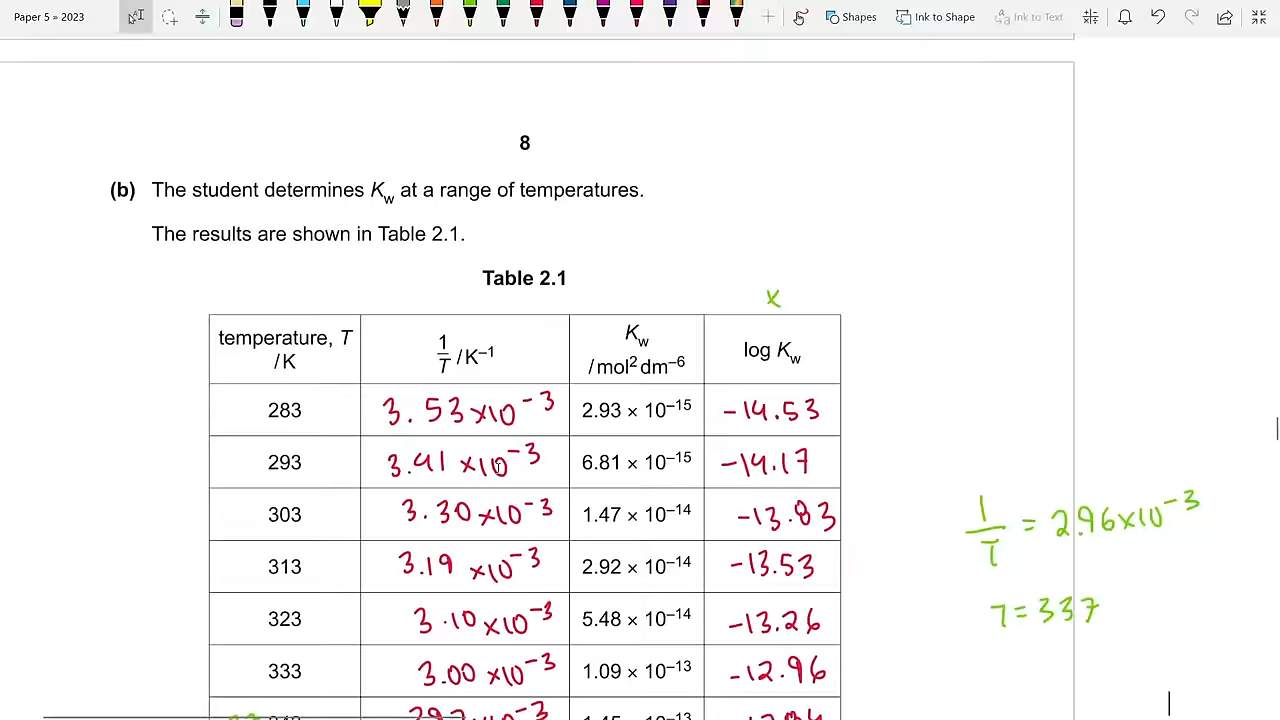 Paper 5 » 2023
Shapes
Ink to Shape
Ink to Text
8
(b) The student determines Kw at a range of temperatures.
The results are shown in Table 2.1.
Table 2.1
x
temperature, T /K
1/T /K–1
Kw /mol2 dm–6
log Kw
283 3.53 ×10-3 2.93 × 10–15 -14.53
293 3.41 ×10-3 6.81 × 10–15 -14.17
303 3.30 ×10-3 1.47 × 10–14 -13.83
1/T = 2.96×10-3
313 3.19 ×10-3 2.92 × 10–14 -13.53
T = 337
323 3.10 ×10-3 5.48 × 10–14 -13.26
333 3.00 ×10-3 1.09 × 10–13 -12.96